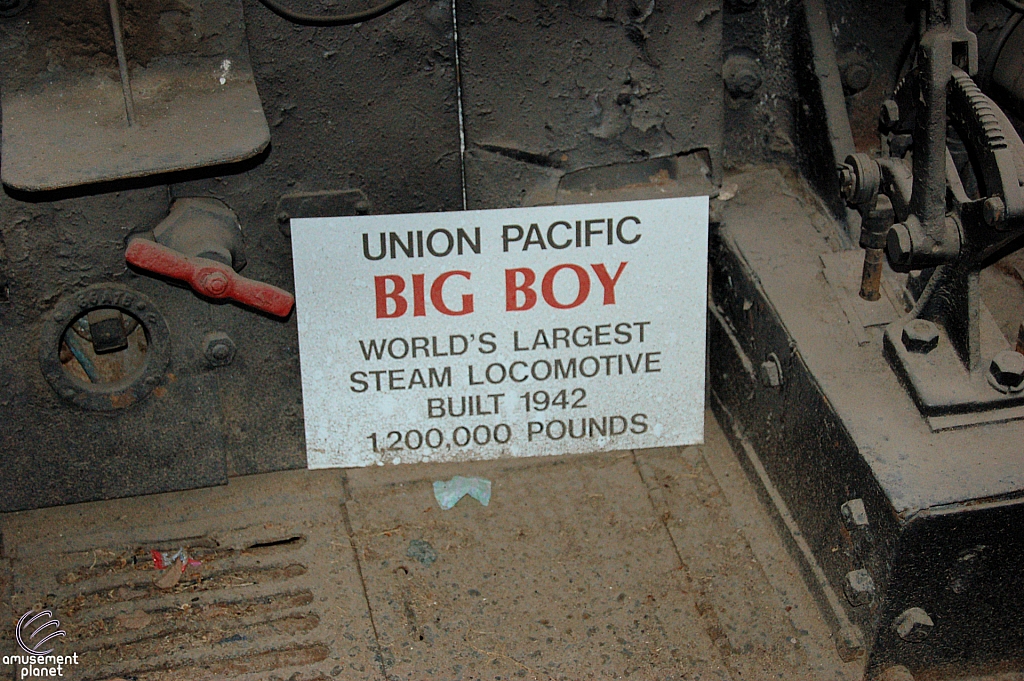 UNION PACIFIC
BIG BOY
WORLD'S LARGEST
STEAM LOCOMOTIVE
BUILT 1942
1,200,000 POUNDS
amusement
planet